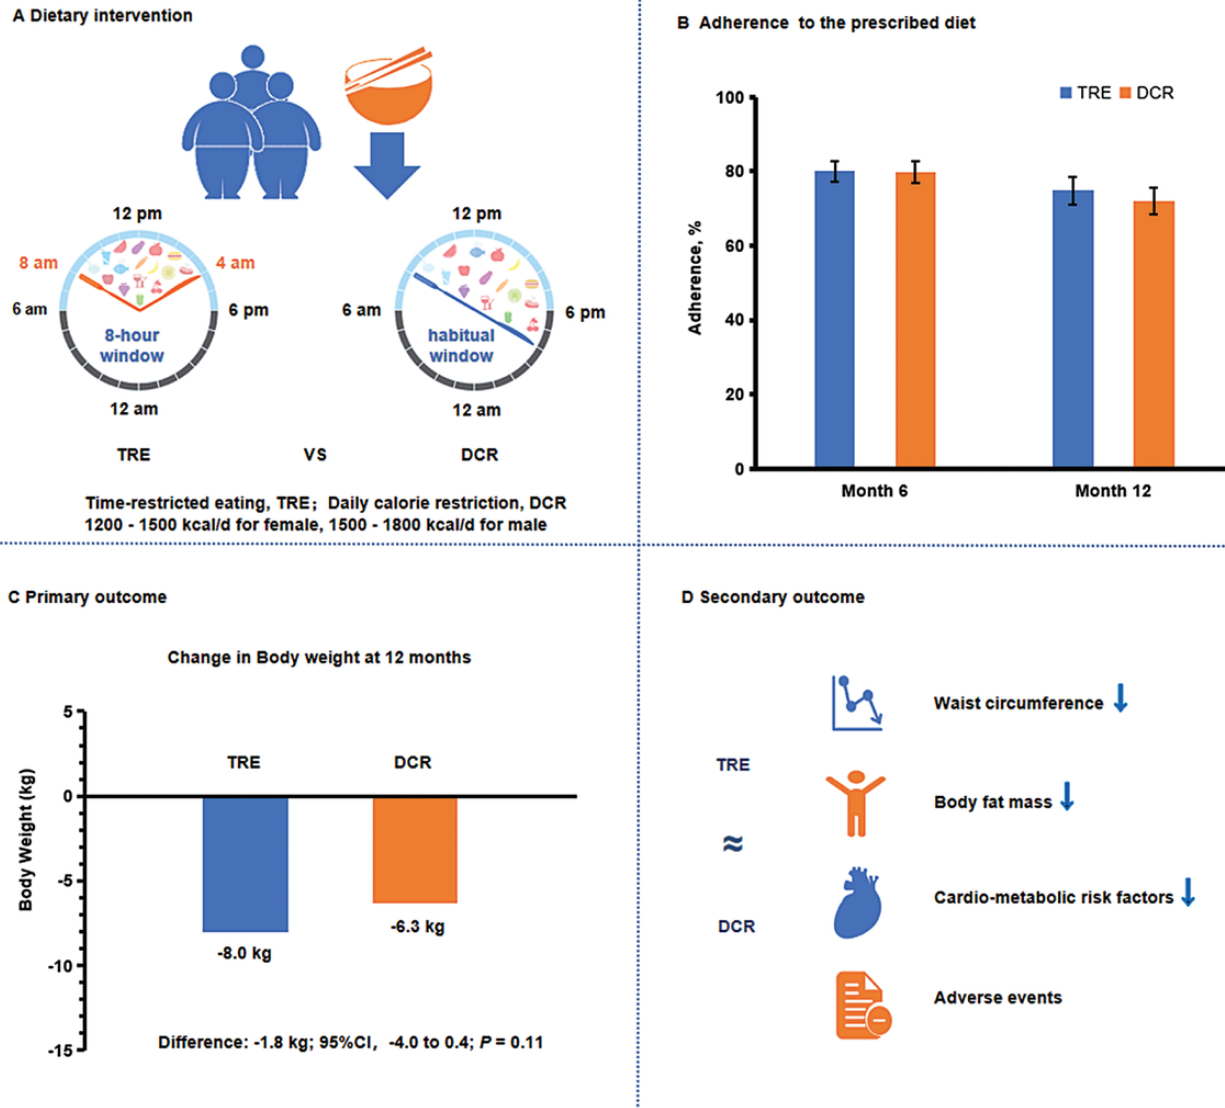 A Dietary intervention
12 pm
12 pm
8 am
4 am
6 am
6 pm
6 am
6 pm
8-hour
window
habitual
window
12 am
12 am
TRE
VS
DCR
Time-restricted eating, TRE; Daily calorie restriction, DCR
1200 - 1500 kcal/d for female, 1500 - 1800 kcal/d for male
B Adherence to the prescribed diet
TRE
DCR
Adherence, %
100
80
60
40
20
0
Month 6
Month 12
C Primary outcome
Change in Body weight at 12 months
Body Weight (kg)
5
0
-5
-10
-15
TRE
DCR
-8.0 kg
-6.3 kg
Difference: -1.8 kg; 95%CI, -4.0 to 0.4; P = 0.11
D Secondary outcome
TRE
≈
DCR
Waist circumference ↓
Body fat mass ↓
Cardio-metabolic risk factors ↓
Adverse events